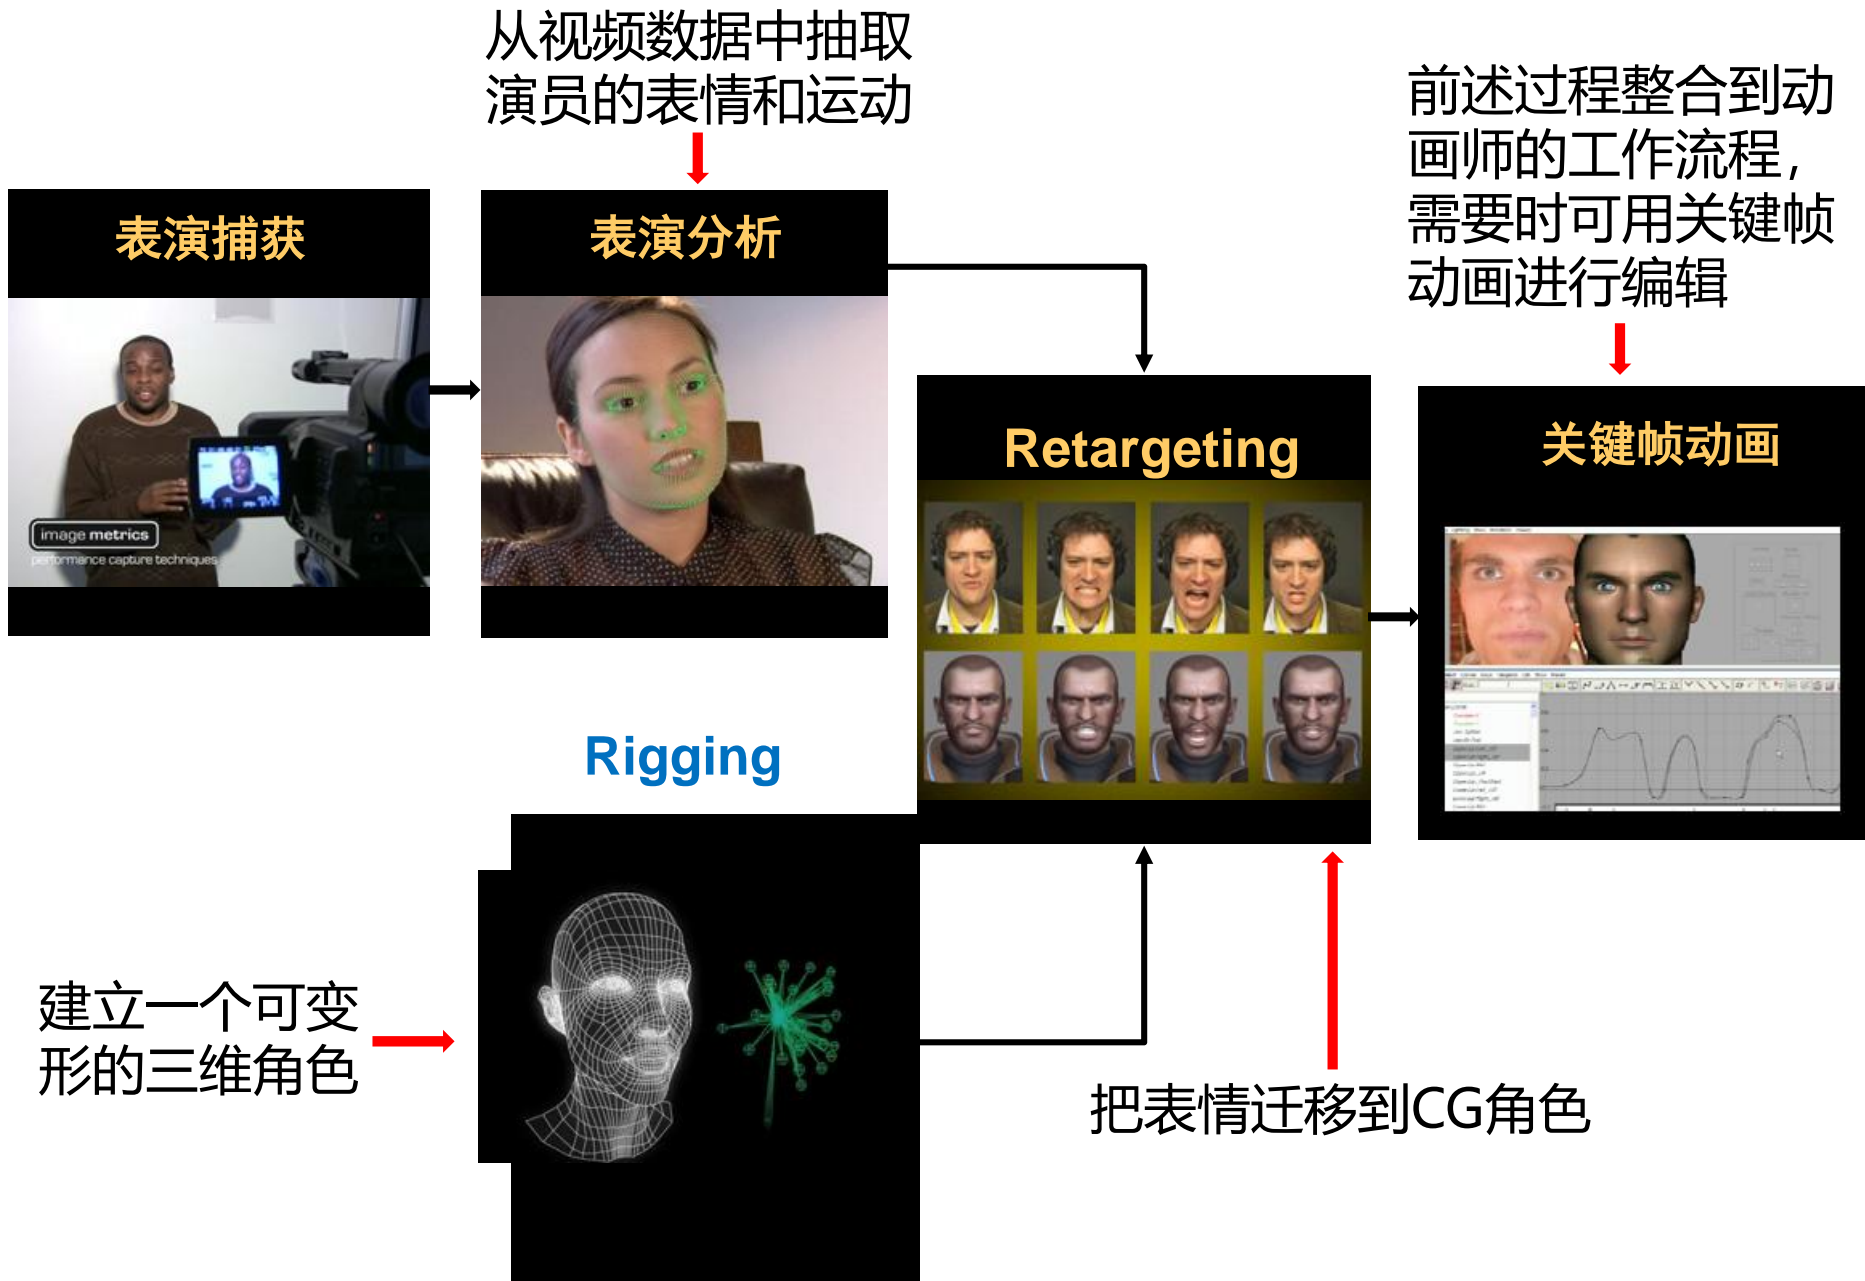 从视频数据中抽取
演员的表情和运动
前述过程整合到动
画师的工作流程，
需要时可用关键帧
动画进行编辑
表演捕获
表演分析
image metrics
performance capture techniques
Retargeting
关键帧动画
Rigging
建立一个可变
形的三维角色
把表情迁移到CG角色